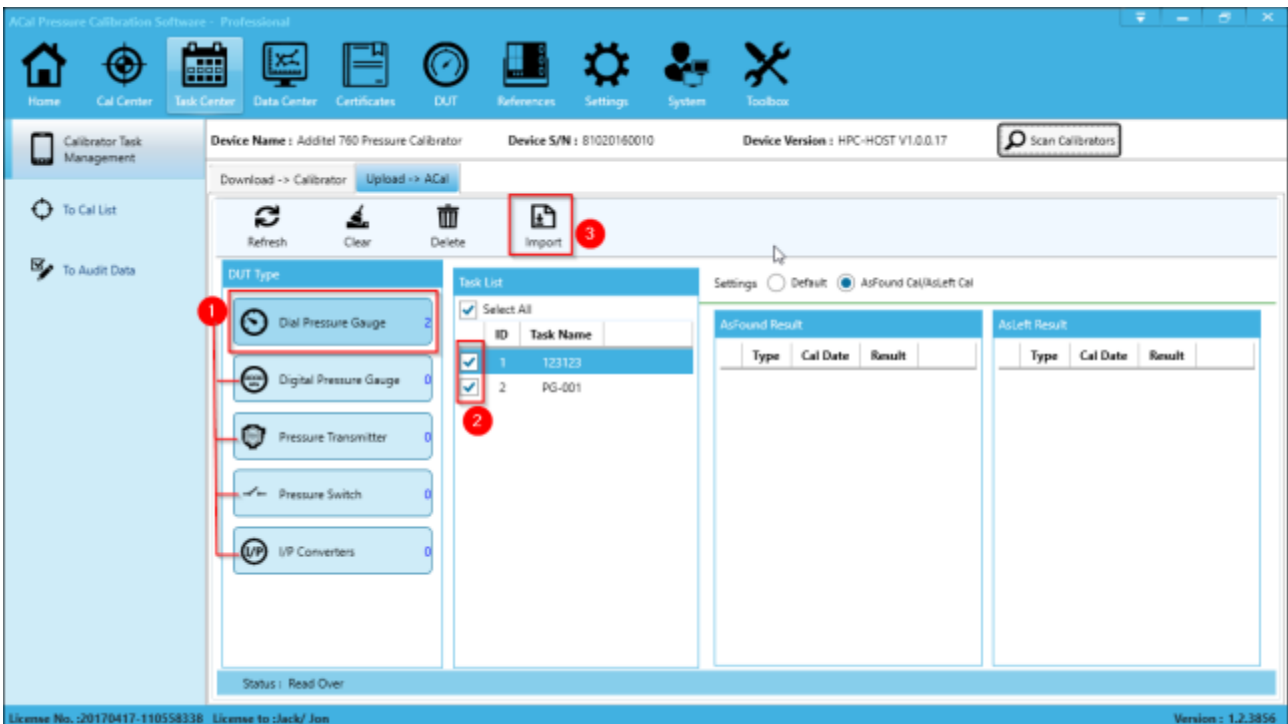 ACal Pressure Calibration Software - Professional
Home Cal Center Task Center Data Center Certificates DUT References Settings System Toolbox
Calibrator Task Management
To Cal List
To Audit Data
Device Name : Additel 760 Pressure Calibrator Device S/N : 81020160010 Device Version : HPC-HOST V1.0.0.17 Scan Calibrators
Download -> Calibrator Upload -> ACal
Refresh Clear Delete Import 3
DUT Type
1
Dial Pressure Gauge 2
Digital Pressure Gauge 0
Pressure Transmitter 0
Pressure Switch 0
I/P I/P Converters 0
Task List
Select All
ID Task Name
1 123123
2 PG-001
2
Settings Default AsFound Cal/AsLeft Cal
AsFound Result
Type Cal Date Result
AsLeft Result
Type Cal Date Result
Status : Read Over
License No. :20170417-110558338 License to :Jack/ Jon Version : 1.2.3856